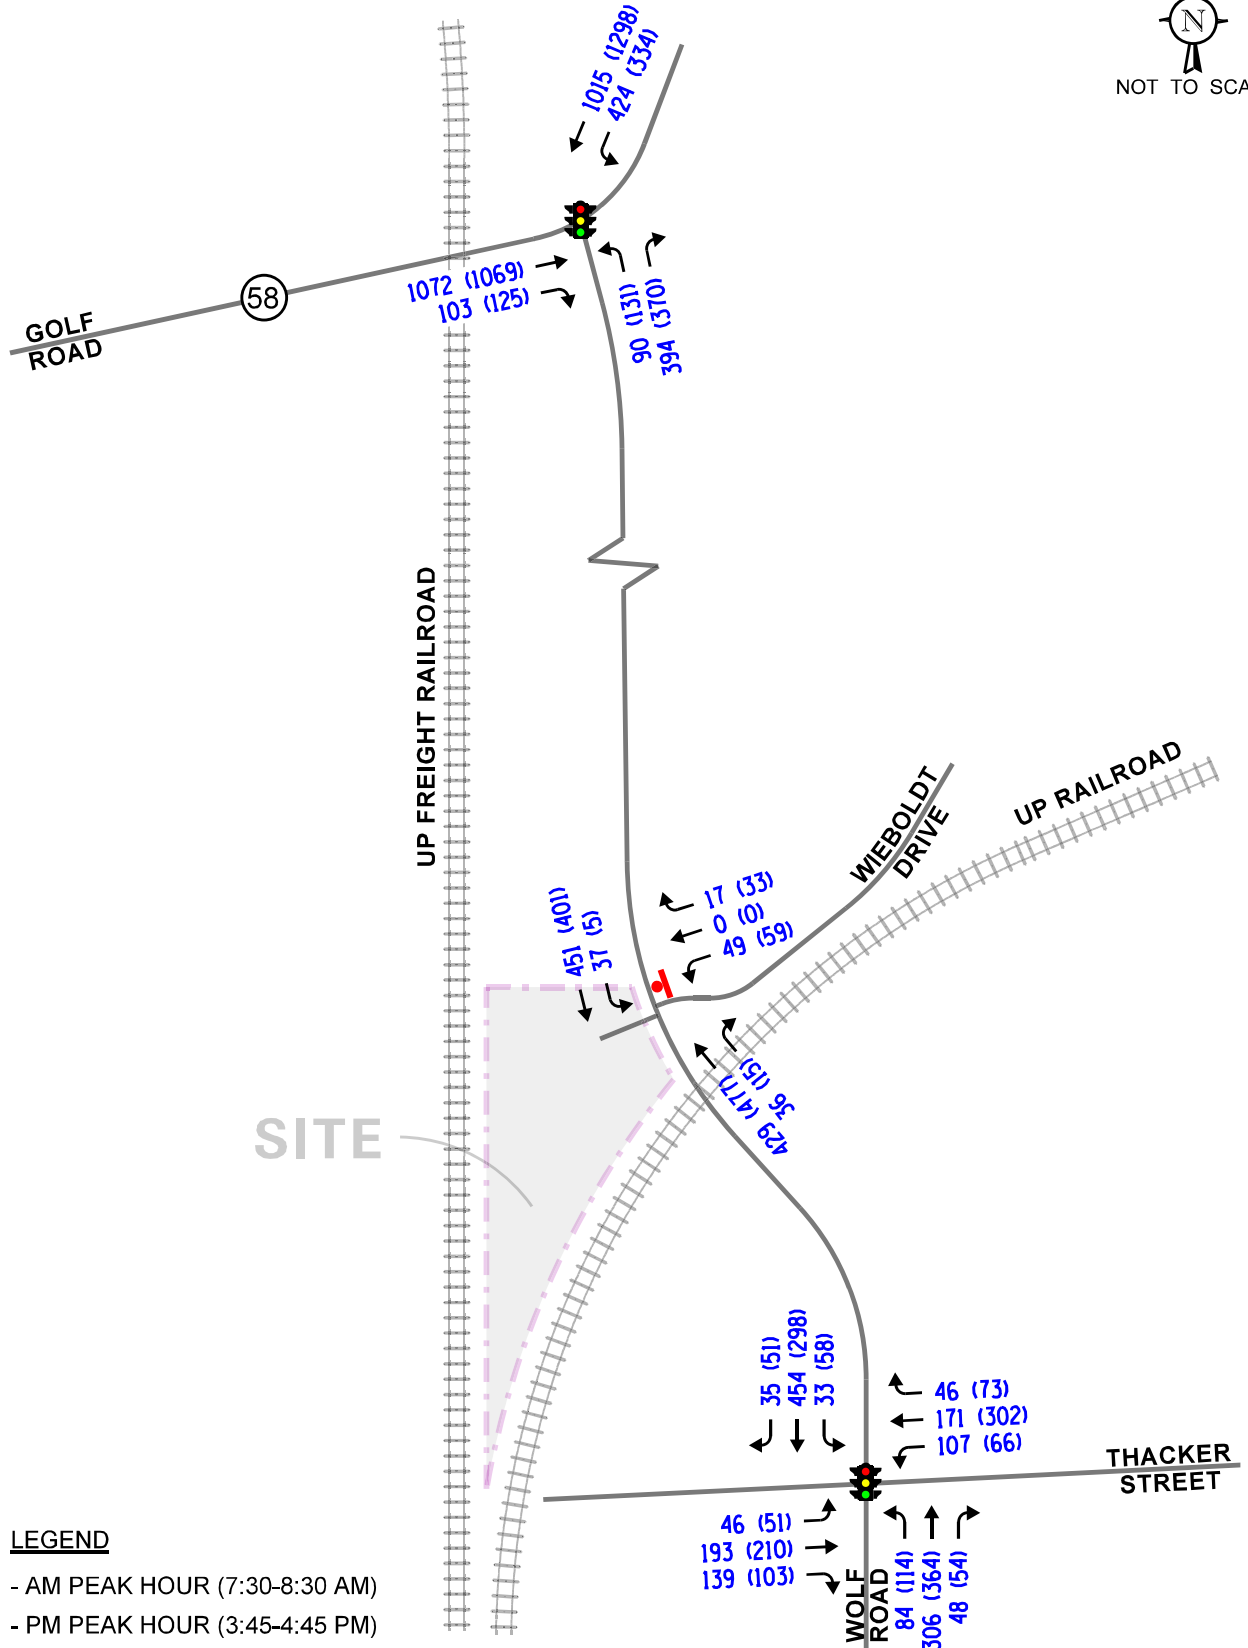 N
NOT TO SCA
1015 (1298)
424 (334)
1072 (1069)
103 (125)
90 (131)
394 (370)
58
GOLF
ROAD
UP FREIGHT RAILROAD
UP RAILROAD
WIEBOLDT
DRIVE
17 (33)
0 (0)
49 (59)
451 (401)
37 (5)
36 (15)
429 (477)
SITE
35 (51)
454 (298)
33 (58)
46 (73)
171 (302)
107 (66)
THACKER
STREET
46 (51)
193 (210)
139 (103)
WOLF
ROAD
84 (114)
306 (364)
48 (54)
LEGEND
- AM PEAK HOUR (7:30-8:30 AM)
- PM PEAK HOUR (3:45-4:45 PM)